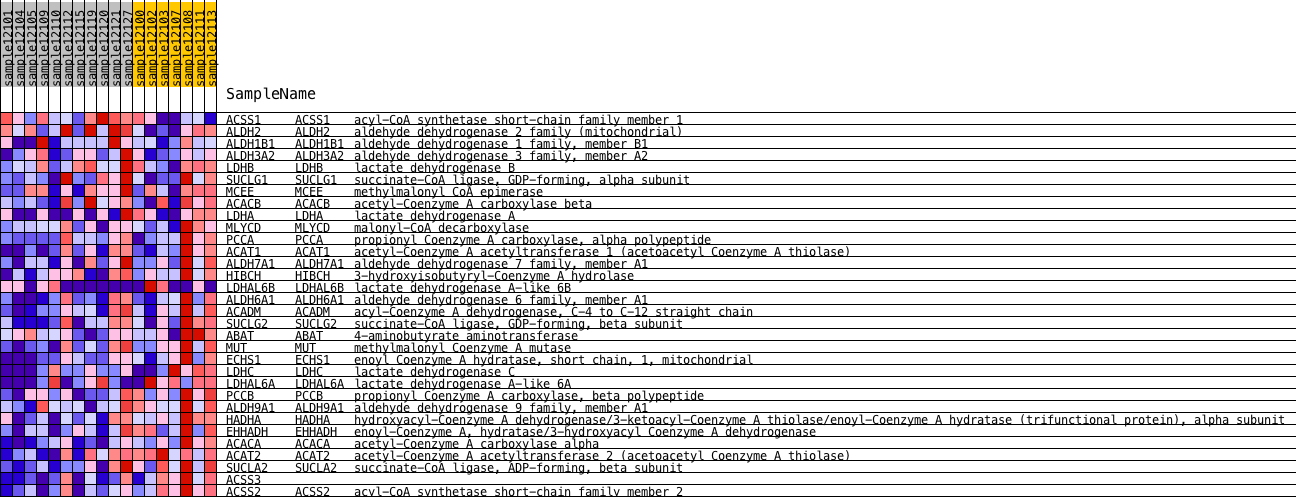 sample12101
sample12104
sample12105
sample12109
sample12110
sample12112
sample12115
sample12119
sample12120
sample12121
sample12127
sample12100
sample12102
sample12103
sample12107
sample12108
sample12111
sample12113
SampleName
ACSS1 ACSS1 acyl-CoA synthetase short-chain family member 1
ALDH2 ALDH2 aldehyde dehydrogenase 2 family (mitochondrial)
ALDH1B1 ALDH1B1 aldehyde dehydrogenase 1 family, member B1
ALDH3A2 ALDH3A2 aldehyde dehydrogenase 3 family, member A2
LDHB LDHB lactate dehydrogenase B
SUCLG1 SUCLG1 succinate-CoA ligase, GDP-forming, alpha subunit
MCEE MCEE methylmalonyl CoA epimerase
ACACB ACACB acetyl-Coenzyme A carboxylase beta
LDHA LDHA lactate dehydrogenase A
MLYCD MLYCD malonyl-CoA decarboxylase
PCCA PCCA propionyl Coenzyme A carboxylase, alpha polypeptide
ACAT1 ACAT1 acetyl-Coenzyme A acetyltransferase 1 (acetoacetyl Coenzyme A thiolase)
ALDH7A1 ALDH7A1 aldehyde dehydrogenase 7 family, member A1
HIBCH HIBCH 3-hydroxyisobutyryl-Coenzyme A hydrolase
LDHAL6B LDHAL6B lactate dehydrogenase A-like 6B
ALDH6A1 ALDH6A1 aldehyde dehydrogenase 6 family, member A1
ACADM ACADM acyl-Coenzyme A dehydrogenase, C-4 to C-12 straight chain
SUCLG2 SUCLG2 succinate-CoA ligase, GDP-forming, beta subunit
ABAT ABAT 4-aminobutyrate aminotransferase
MUT MUT methylmalonyl Coenzyme A mutase
ECHS1 ECHS1 enoyl Coenzyme A hydratase, short chain, 1, mitochondrial
LDHC LDHC lactate dehydrogenase C
LDHAL6A LDHAL6A lactate dehydrogenase A-like 6A
PCCB PCCB propionyl Coenzyme A carboxylase, beta polypeptide
ALDH9A1 ALDH9A1 aldehyde dehydrogenase 9 family, member A1
HADHA HADHA hydroxyacyl-Coenzyme A dehydrogenase/3-ketoacyl-Coenzyme A thiolase/enoyl-Coenzyme A hydratase (trifunctional protein), alpha subunit
EHHADH EHHADH enoyl-Coenzyme A, hydratase/3-hydroxyacyl Coenzyme A dehydrogenase
ACACA ACACA acetyl-Coenzyme A carboxylase alpha
ACAT2 ACAT2 acetyl-Coenzyme A acetyltransferase 2 (acetoacetyl Coenzyme A thiolase)
SUCLA2 SUCLA2 succinate-CoA ligase, ADP-forming, beta subunit
ACSS3
ACSS2 ACSS2 acyl-CoA synthetase short-chain family member 2